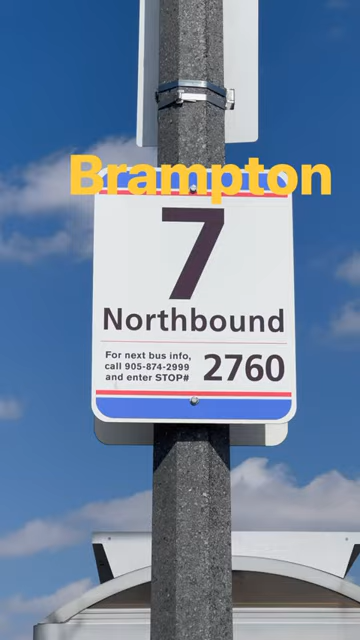 Brampton
7
Northbound
For next bus info,
call 905-874-2999
and enter STOP#
2760